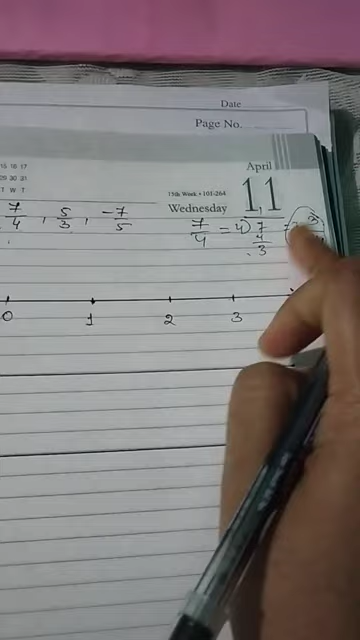 Date
Page No.
15 16 17
29 30 31
T W T
April
15th Week • 101-264
Wednesday 11
7/4 , 5/3 , -7/5
7/4 = 4) 7
4
3
0 1 2 3